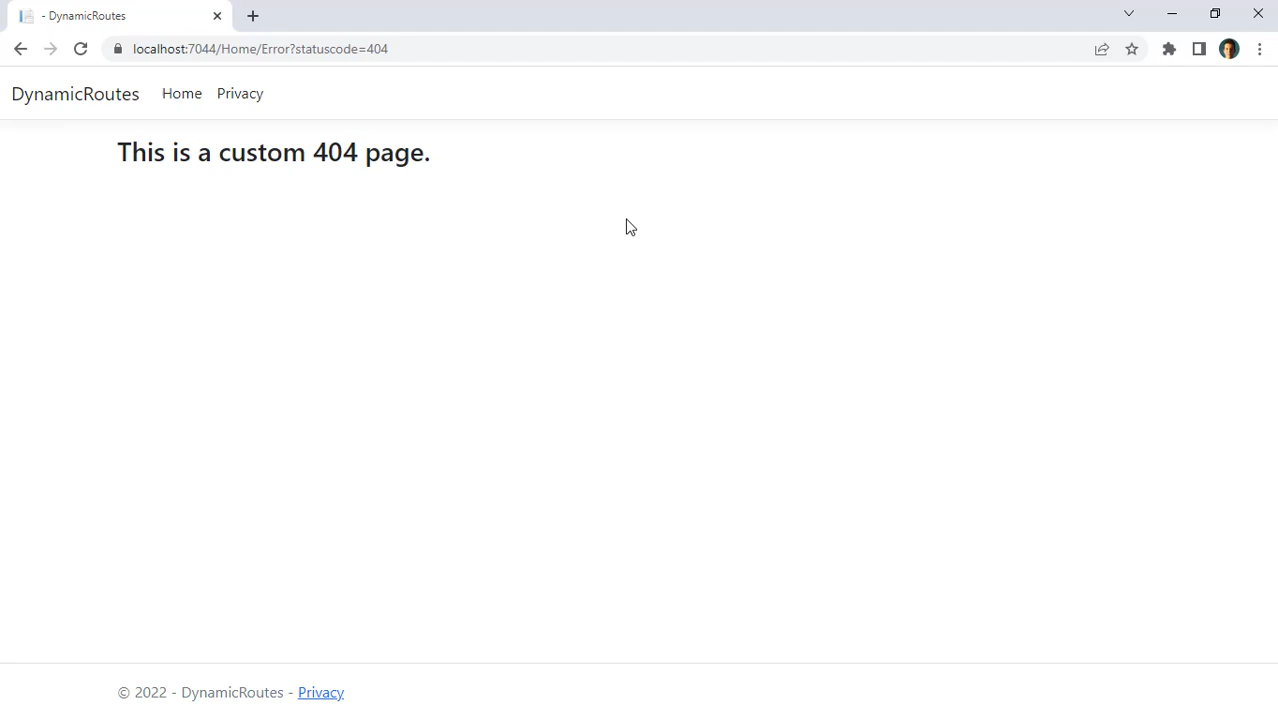 - DynamicRoutes
localhost:7044/Home/Error?statuscode=404
DynamicRoutes Home Privacy
This is a custom 404 page.
© 2022 - DynamicRoutes - Privacy